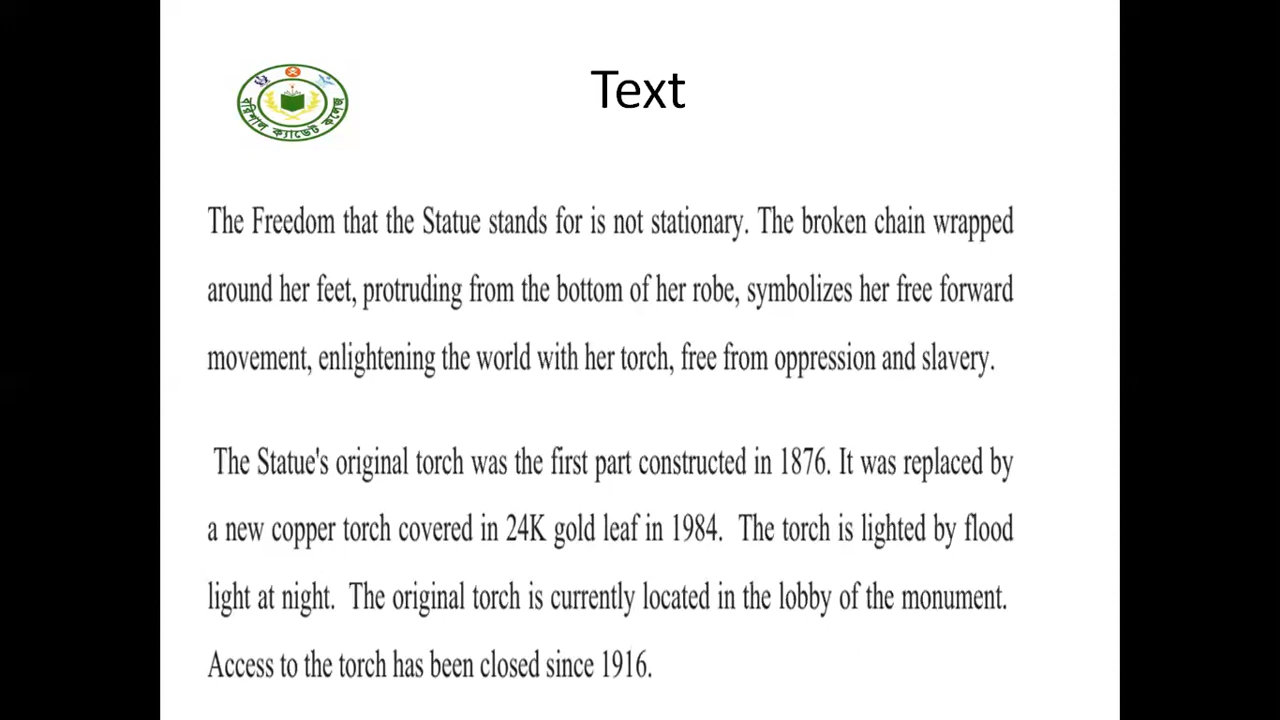 Text
বরিশাল ক্যাডেট কলেজ
The Freedom that the Statue stands for is not stationary. The broken chain wrapped
around her feet, protruding from the bottom of her robe, symbolizes her free forward
movement, enlightening the world with her torch, free from oppression and slavery.
The Statue's original torch was the first part constructed in 1876. It was replaced by
a new copper torch covered in 24K gold leaf in 1984. The torch is lighted by flood
light at night. The original torch is currently located in the lobby of the monument.
Access to the torch has been closed since 1916.